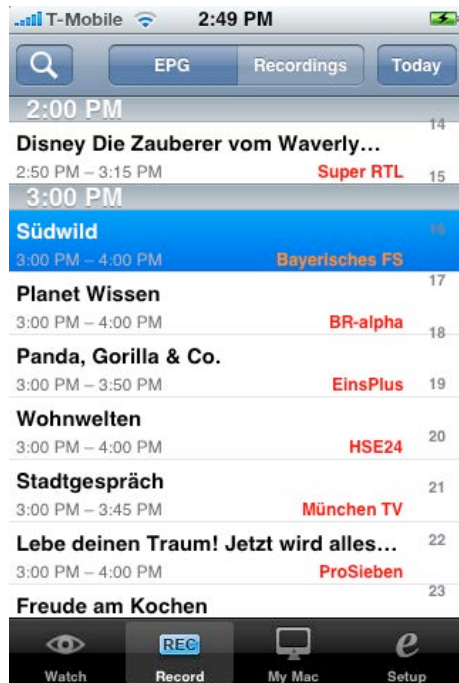 T-Mobile 2:49 PM
EPG Recordings Today
2:00 PM
14
Disney Die Zauberer vom Waverly...
2:50 PM – 3:15 PM Super RTL 15
3:00 PM
Südwild 16
3:00 PM – 4:00 PM Bayerisches FS
17
Planet Wissen
3:00 PM – 4:00 PM BR-alpha 18
Panda, Gorilla & Co.
3:00 PM – 3:50 PM EinsPlus 19
Wohnwelten
3:00 PM – 4:00 PM HSE24 20
Stadtgespräch 21
3:00 PM – 3:45 PM München TV
Lebe deinen Traum! Jetzt wird alles... 22
3:00 PM – 4:00 PM ProSieben
23
Freude am Kochen
REC
Watch Record My Mac Setup